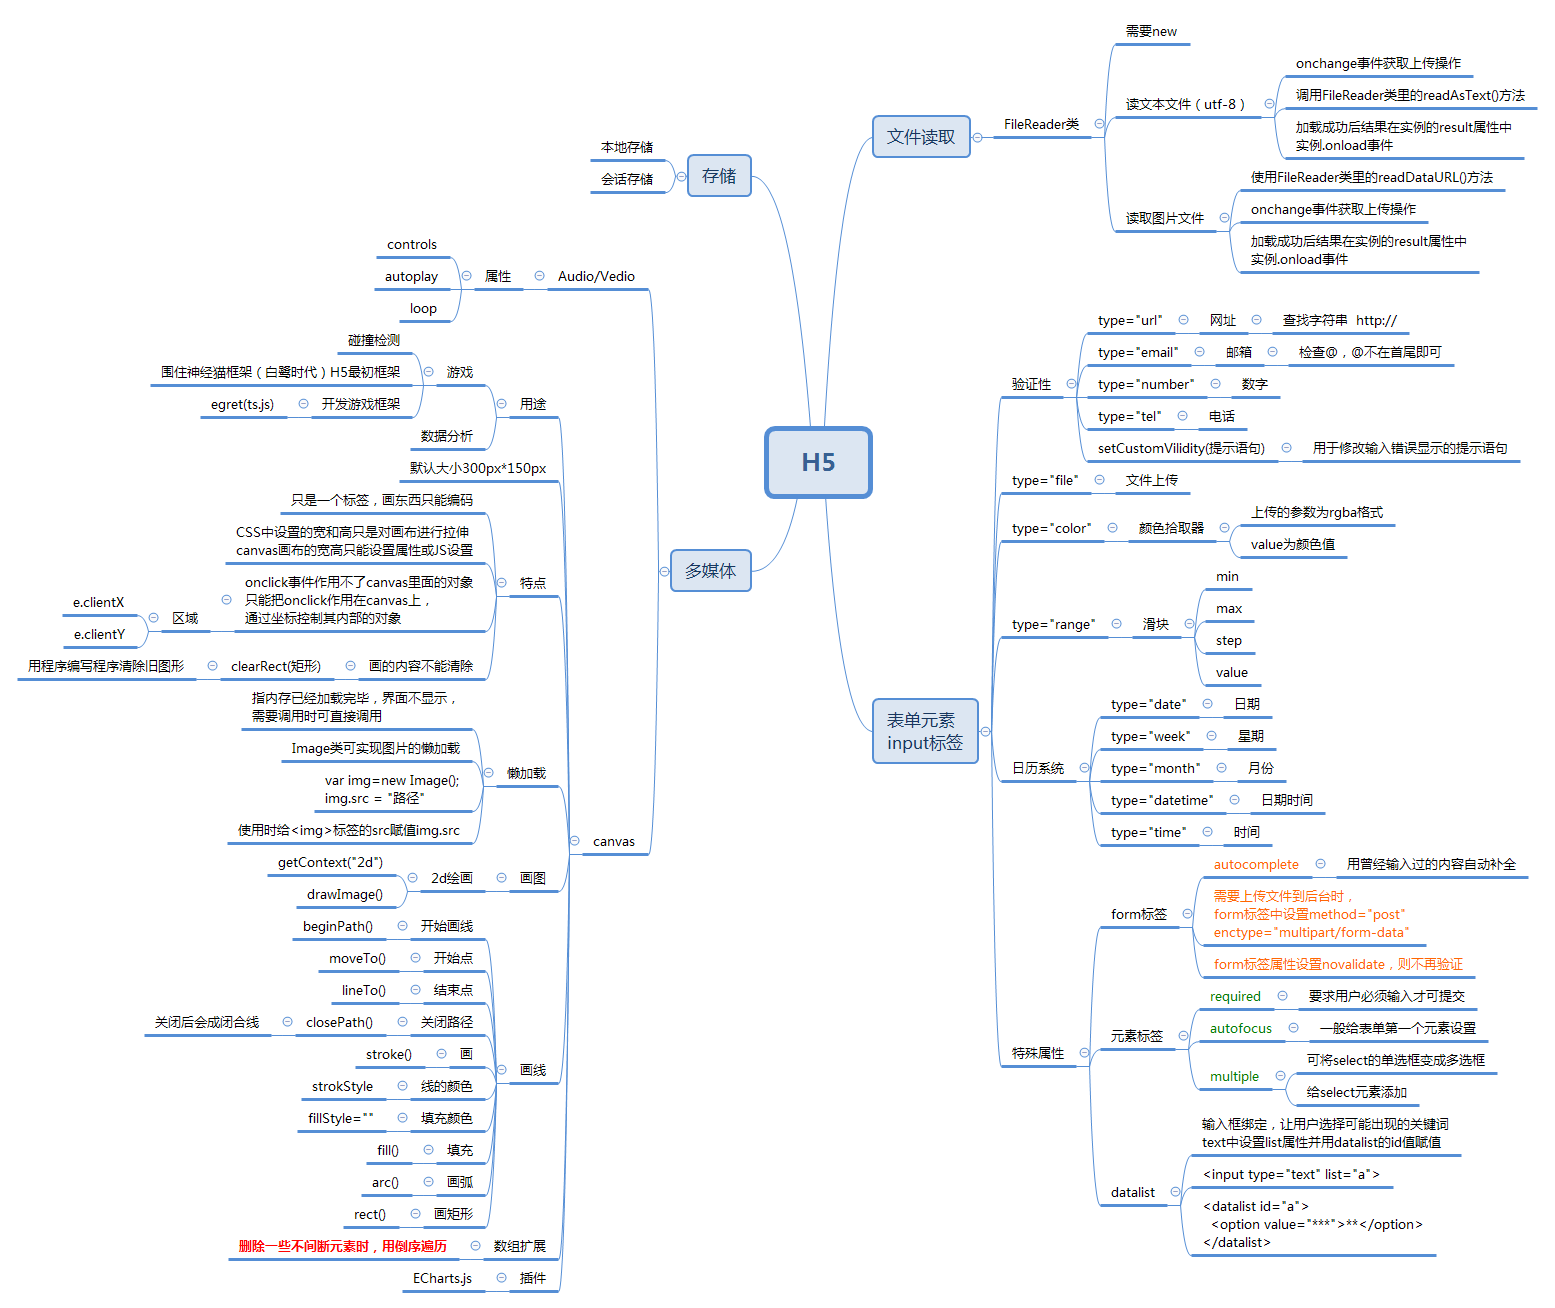 H5
文件读取
FileReader类
需要new
读文本文件（utf-8）
onchange事件获取上传操作
调用FileReader类里的readAsText()方法
加载成功后结果在实例的result属性中
实例.onload事件
读取图片文件
使用FileReader类里的readDataURL()方法
onchange事件获取上传操作
加载成功后结果在实例的result属性中
实例.onload事件
表单元素
input标签
验证性
type="url"
网址
查找字符串 http://
type="email"
邮箱
检查@，@不在首尾即可
type="number"
数字
type="tel"
电话
setCustomVilidity(提示语句)
用于修改输入错误显示的提示语句
type="file"
文件上传
type="color"
颜色拾取器
上传的参数为rgba格式
value为颜色值
type="range"
滑块
min
max
step
value
日历系统
type="date"
日期
type="week"
星期
type="month"
月份
type="datetime"
日期时间
type="time"
时间
特殊属性
form标签
autocomplete
用曾经输入过的内容自动补全
需要上传文件到后台时，
form标签中设置method="post"
enctype="multipart/form-data"
form标签属性设置novalidate，则不再验证
元素标签
required
要求用户必须输入才可提交
autofocus
一般给表单第一个元素设置
multiple
可将select的单选框变成多选框
给select元素添加
datalist
输入框绑定，让用户选择可能出现的关键词
text中设置list属性并用datalist的id值赋值
<input type="text" list="a">
<datalist id="a">
<option value="***">**</option>
</datalist>
存储
本地存储
会话存储
多媒体
Audio/Vedio
属性
controls
autoplay
loop
canvas
用途
游戏
碰撞检测
围住神经猫框架（白鹭时代）H5最初框架
开发游戏框架
egret(ts.js)
数据分析
默认大小300px*150px
特点
只是一个标签，画东西只能编码
CSS中设置的宽和高只是对画布进行拉伸
canvas画布的宽高只能设置属性或JS设置
onclick事件作用不了canvas里面的对象
只能把onclick作用在canvas上，
通过坐标控制其内部的对象
区域
e.clientX
e.clientY
画的内容不能清除
clearRect(矩形)
用程序编写程序清除旧图形
懒加载
指内存已经加载完毕，界面不显示，
需要调用时可直接调用
Image类可实现图片的懒加载
var img=new Image();
img.src = "路径"
使用时给<img>标签的src赋值img.src
画图
2d绘画
getContext("2d")
drawImage()
画线
开始画线
beginPath()
开始点
moveTo()
结束点
lineTo()
关闭路径
closePath()
关闭后会成闭合线
画
stroke()
线的颜色
strokStyle
填充颜色
fillStyle=""
填充
fill()
画弧
arc()
画矩形
rect()
数组扩展
删除一些不间断元素时，用倒序遍历
插件
ECharts.js